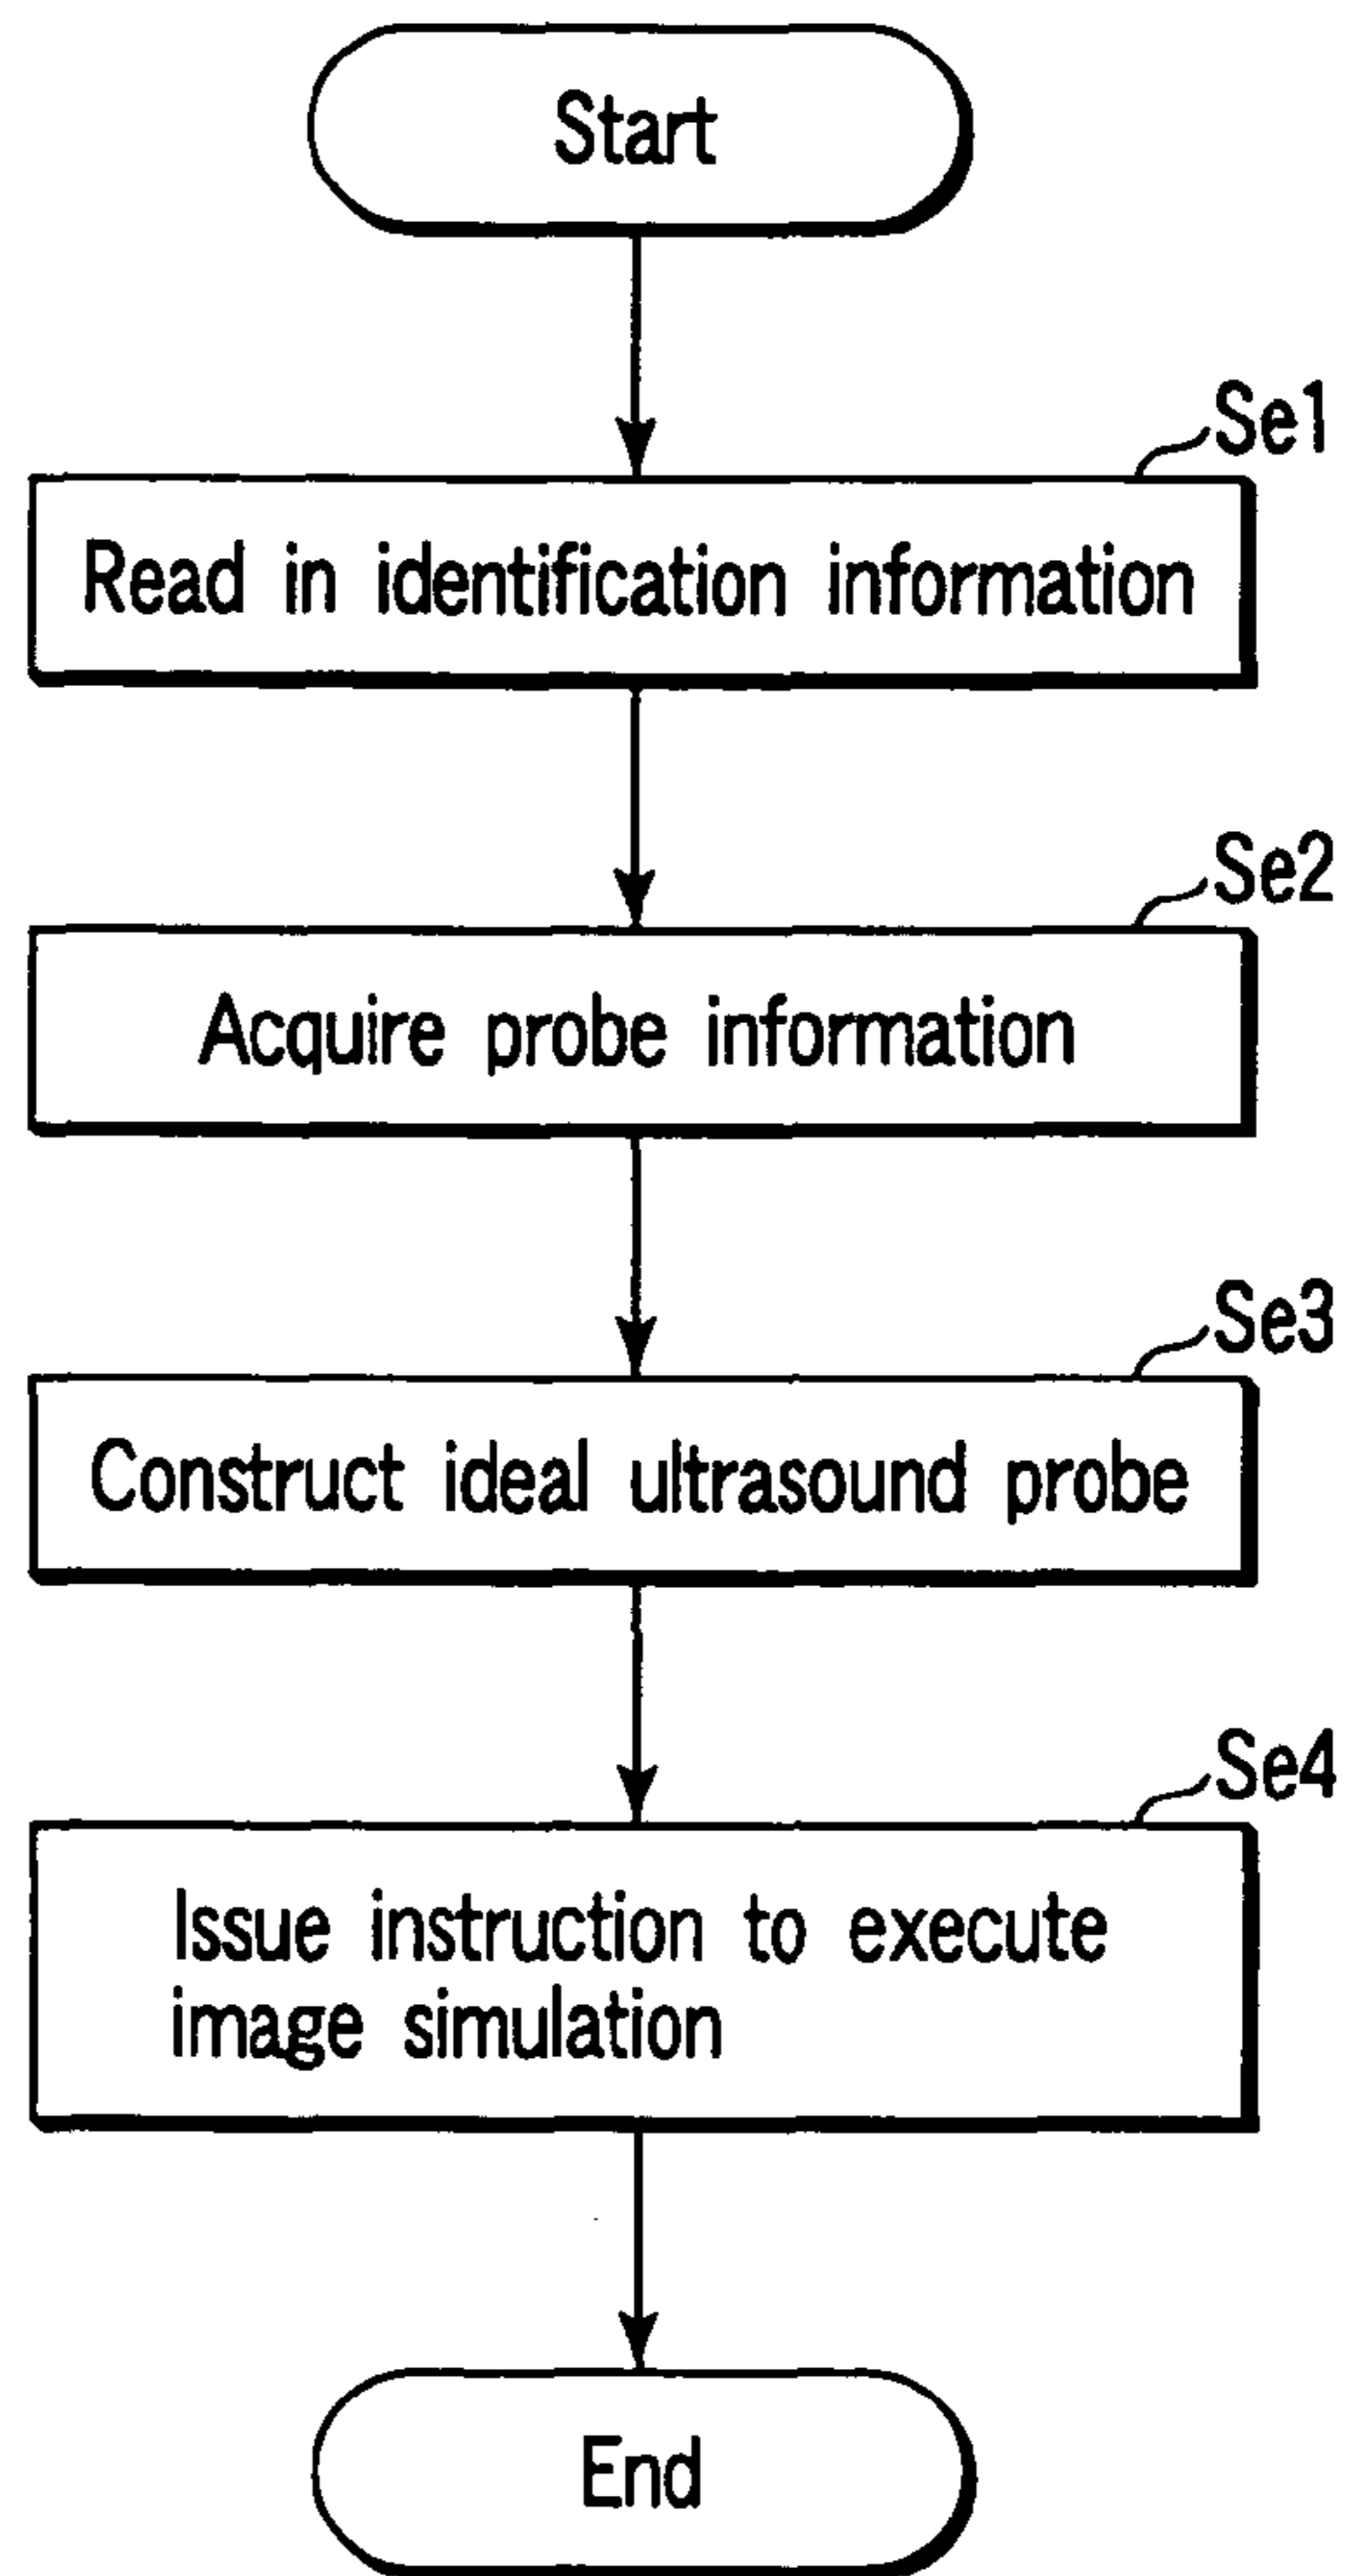 Start
Se1
Read in identification information
Se2
Acquire probe information
Se3
Construct ideal ultrasound probe
Se4
Issue instruction to execute
image simulation
End